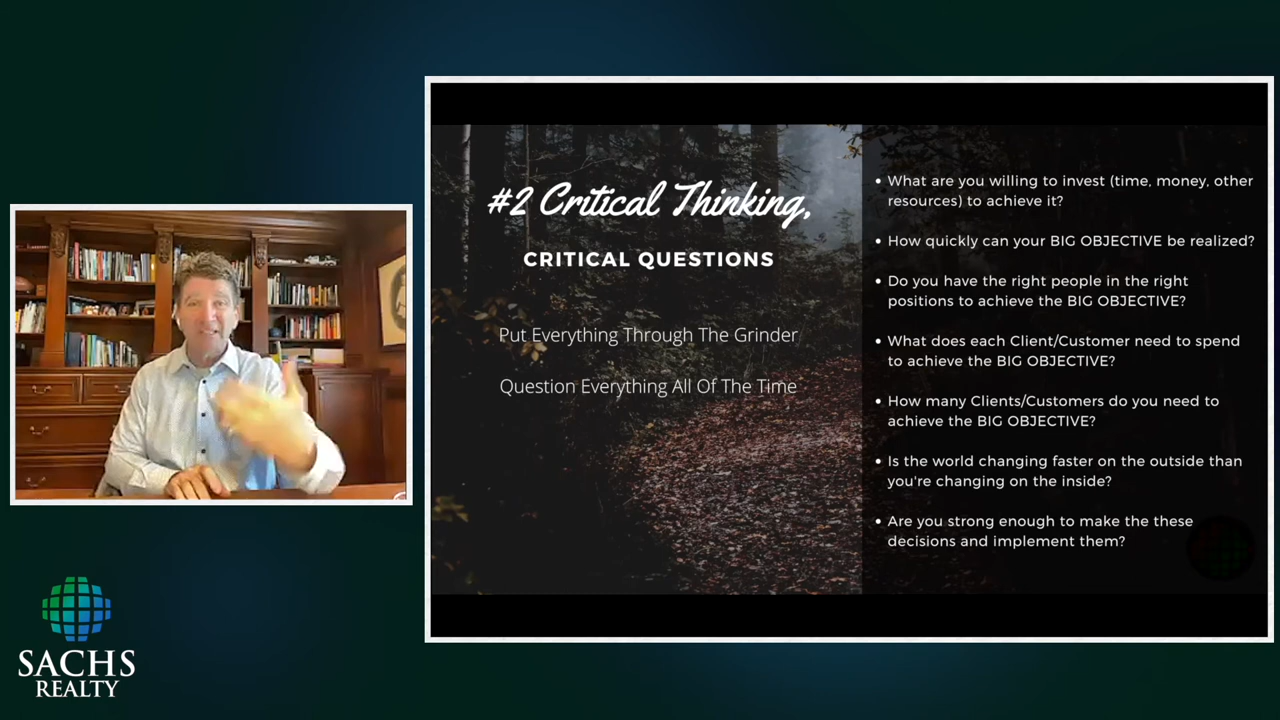 #2 Critical Thinking,
CRITICAL QUESTIONS
Put Everything Through The Grinder
Question Everything All Of The Time
• What are you willing to invest (time, money, other
resources) to achieve it?
• How quickly can your BIG OBJECTIVE be realized?
• Do you have the right people in the right
positions to achieve the BIG OBJECTIVE?
• What does each Client/Customer need to spend
to achieve the BIG OBJECTIVE?
• How many Clients/Customers do you need to
achieve the BIG OBJECTIVE?
• Is the world changing faster on the outside than
you're changing on the inside?
• Are you strong enough to make the these
decisions and implement them?
SACHS
REALTY